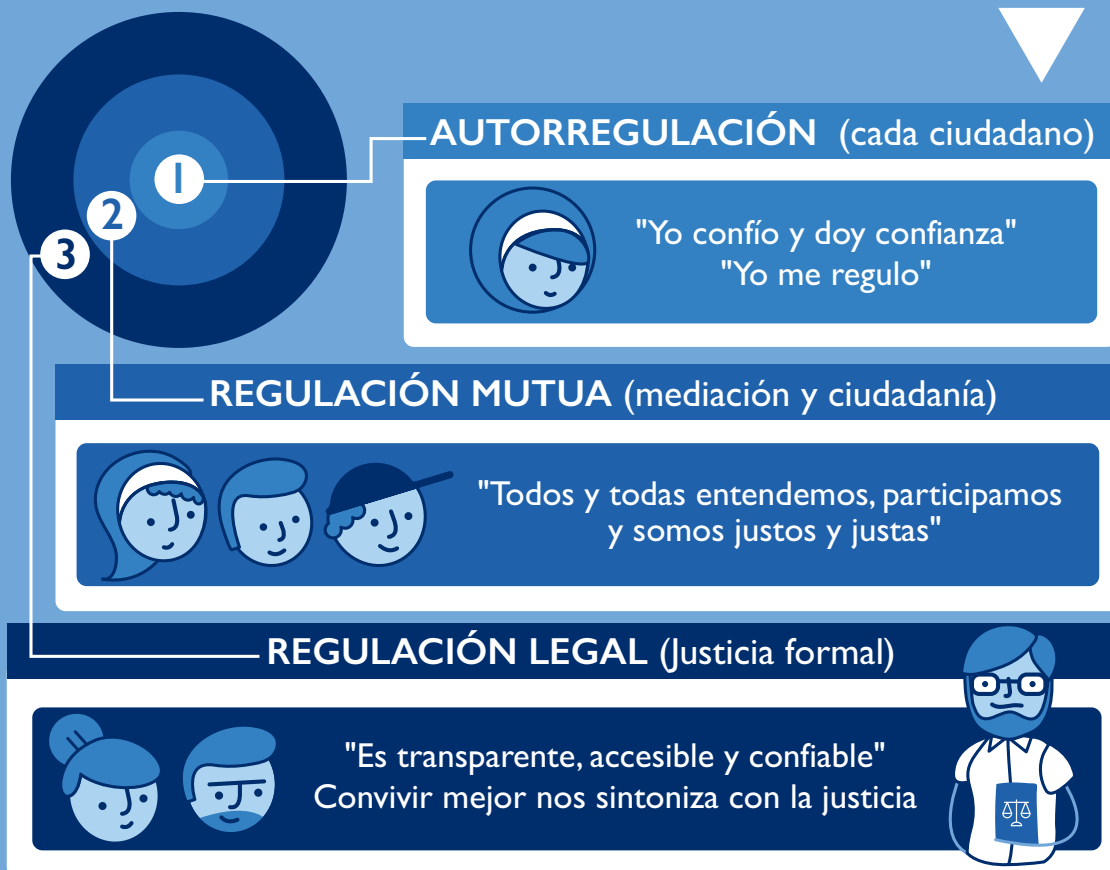 1
AUTORREGULACIÓN (cada ciudadano)
"Yo confío y doy confianza"
"Yo me regulo"
2
REGULACIÓN MUTUA (mediación y ciudadanía)
"Todos y todas entendemos, participamos
y somos justos y justas"
3
REGULACIÓN LEGAL (Justicia formal)
"Es transparente, accesible y confiable"
Convivir mejor nos sintoniza con la justicia